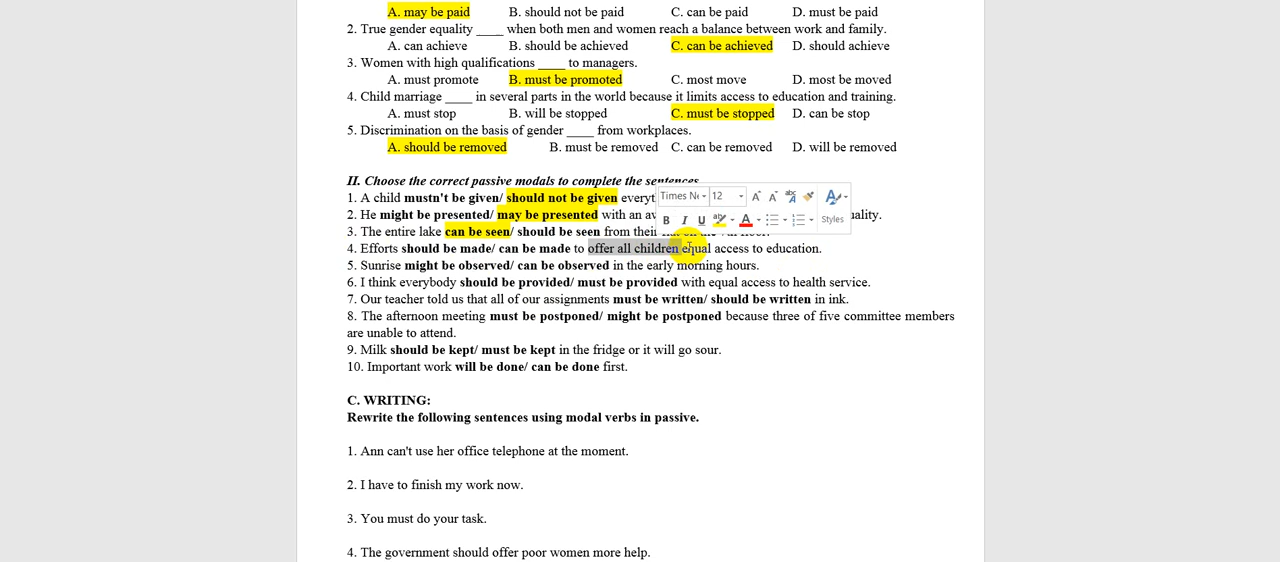 A. may be paid B. should not be paid C. can be paid D. must be paid
2. True gender equality ____ when both men and women reach a balance between work and family.
A. can achieve B. should be achieved C. can be achieved D. should achieve
3. Women with high qualifications ____ to managers.
A. must promote B. must be promoted C. most move D. most be moved
4. Child marriage ____ in several parts in the world because it limits access to education and training.
A. must stop B. will be stopped C. must be stopped D. can be stop
5. Discrimination on the basis of gender ____ from workplaces.
A. should be removed B. must be removed C. can be removed D. will be removed
II. Choose the correct passive modals to complete the sentences
Times Ne 12
1. A child mustn't be given/ should not be given everyt
2. He might be presented/ may be presented with an av uality.
B I U Styles
3. The entire lake can be seen/ should be seen from their
4. Efforts should be made/ can be made to offer all children equal access to education.
5. Sunrise might be observed/ can be observed in the early morning hours.
6. I think everybody should be provided/ must be provided with equal access to health service.
7. Our teacher told us that all of our assignments must be written/ should be written in ink.
8. The afternoon meeting must be postponed/ might be postponed because three of five committee members
are unable to attend.
9. Milk should be kept/ must be kept in the fridge or it will go sour.
10. Important work will be done/ can be done first.
C. WRITING:
Rewrite the following sentences using modal verbs in passive.
1. Ann can't use her office telephone at the moment.
2. I have to finish my work now.
3. You must do your task.
4. The government should offer poor women more help.